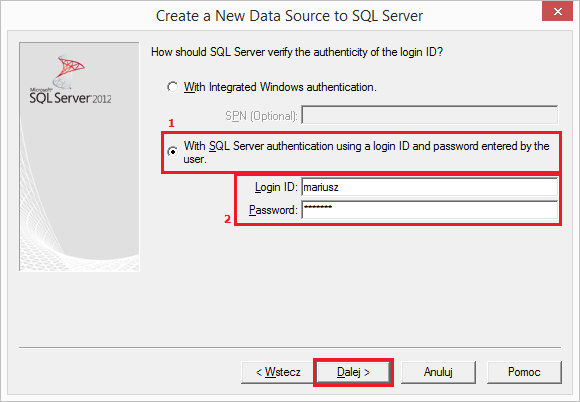 Create a New Data Source to SQL Server
Microsoft
SQL Server 2012
How should SQL Server verify the authenticity of the login ID?
With Integrated Windows authentication.
SPN (Optional):
1
With SQL Server authentication using a login ID and password entered by the
user.
Login ID: mariusz
Password: *******
2
< Wstecz
Dalej >
Anuluj
Pomoc